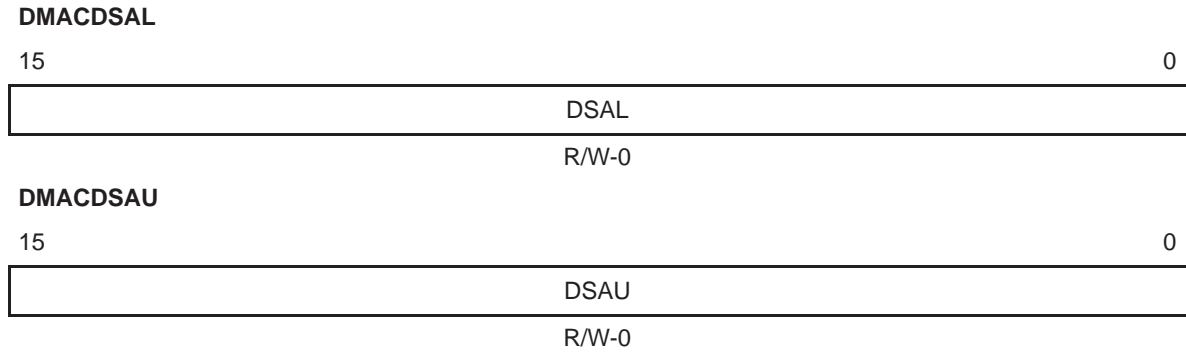 DMACDSAL
15 0
DSAL
R/W-0
DMACDSAU
15 0
DSAU
R/W-0